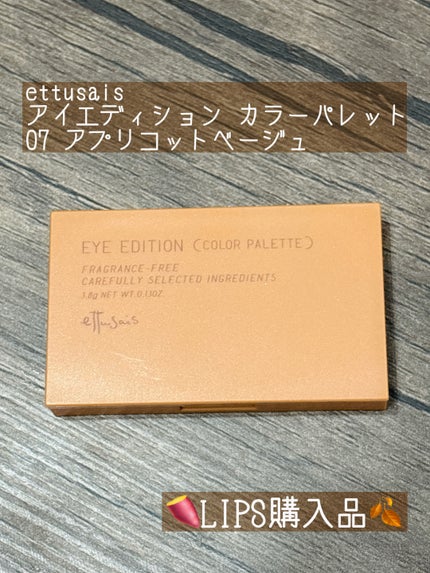 ettusais
アイエディション カラーパレット
07 アプリコットベージュ
EYE EDITION (COLOR PALETTE)
FRAGRANCE-FREE
CAREFULLY SELECTED INGREDIENTS
3.8g NET WT. 0.13OZ.
ettusais
🍠LIPS購入品🍂